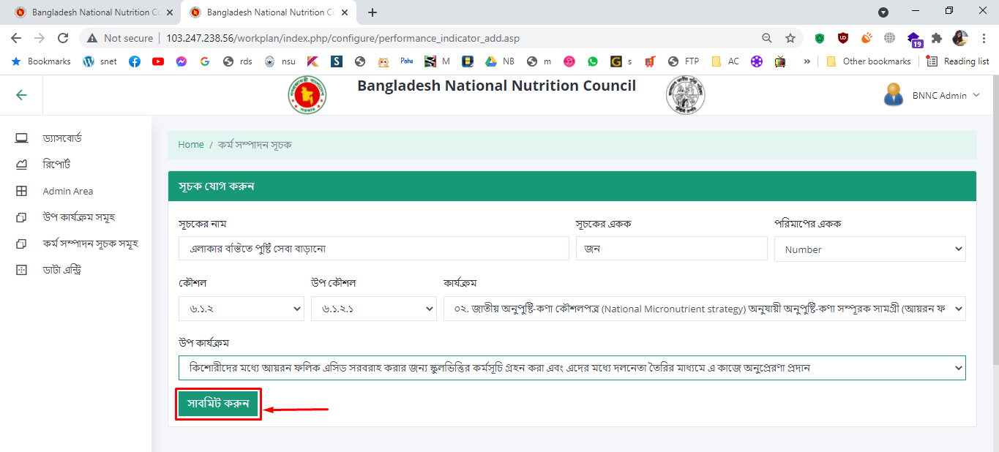 Bangladesh National Nutrition Co
Bangladesh National Nutrition Co
Not secure
103.247.238.56/workplan/index.php/configure/performance_indicator_add.asp
19
Bookmarks
snet
rds
nsu
M
NB
m
s
FTP
AC
Other bookmarks
Reading list
Bangladesh National Nutrition Council
BNNC Admin
ড্যাসবোর্ড
রিপোর্ট
Admin Area
উপ কার্যক্রম সমূহ
কর্ম সম্পাদন সূচক সমূহ
ডাটা এন্ট্রি
Home / কর্ম সম্পাদন সূচক
সূচক যোগ করুন
সূচকের নাম
সূচকের একক
পরিমাপের একক
এলাকার বস্তিতে পুষ্টি সেবা বাড়ানো
জন
Number
কৌশল
উপ কৌশল
কার্যক্রম
৬.১.২
৬.১.২.১
০২. জাতীয় অনুপুষ্টি-কণা কৌশলপত্র (National Micronutrient strategy) অনুযায়ী অনুপুষ্টি-কণা সম্পূরক সামগ্রী (আয়রন ফ
উপ কার্যক্রম
কিশোরীদের মধ্যে আয়রন ফলিক এসিড সরবরাহ করার জন্য স্কুলভিত্তির কর্মসূচি গ্রহন করা এবং এদের মধ্যে দলনেতা তৈরির মাধ্যমে এ কাজে অনুপ্রেরণা প্রদান
সাবমিট করুন